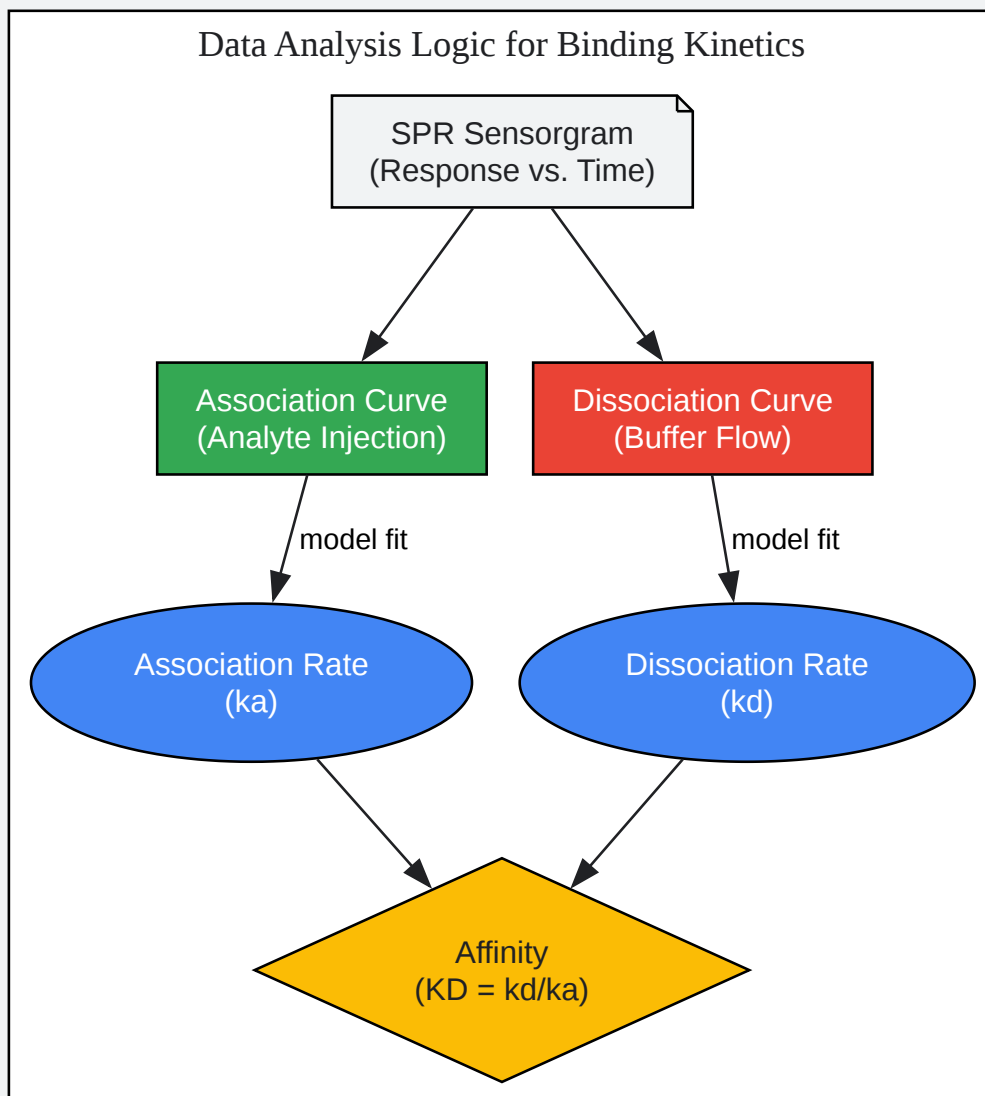 Data Analysis Logic for Binding Kinetics
SPR Sensorgram
(Response vs. Time)
Association Curve
(Analyte Injection)
Dissociation Curve
(Buffer Flow)
model fit
model fit
Association Rate
(ka)
Dissociation Rate
(kd)
Affinity
(KD = kd/ka)